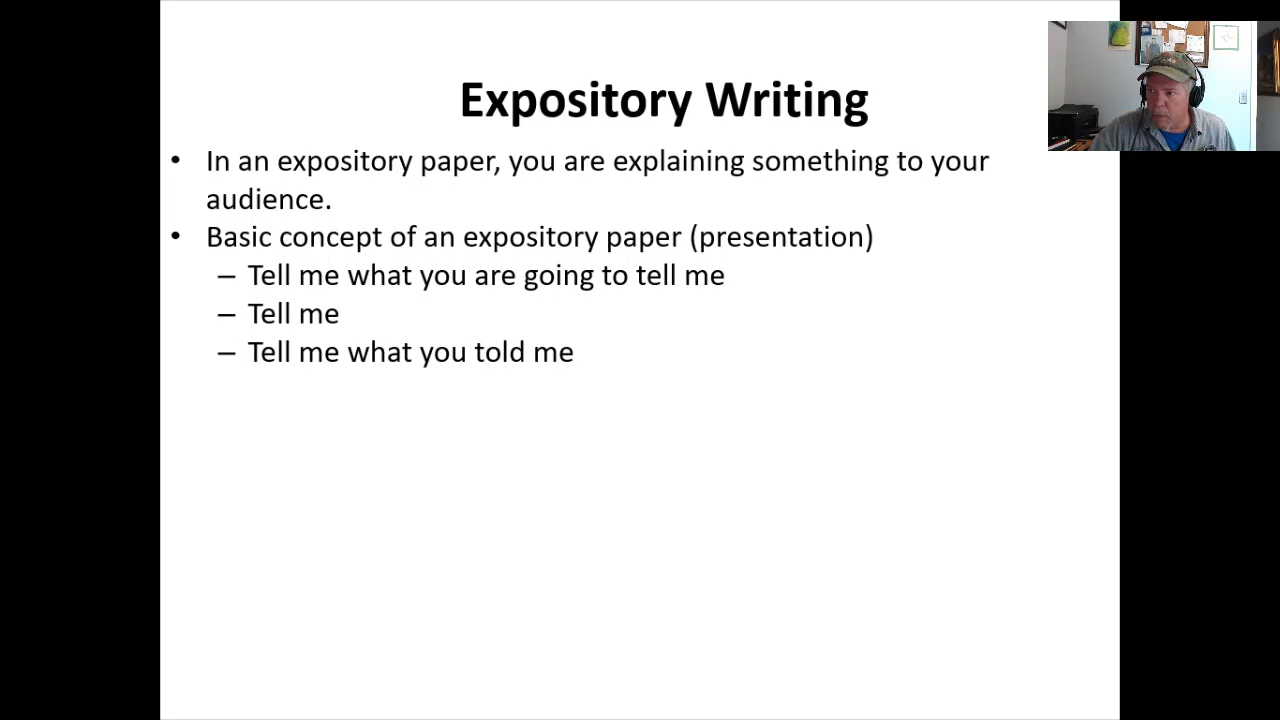 Expository Writing
• In an expository paper, you are explaining something to your
audience.
• Basic concept of an expository paper (presentation)
– Tell me what you are going to tell me
– Tell me
– Tell me what you told me